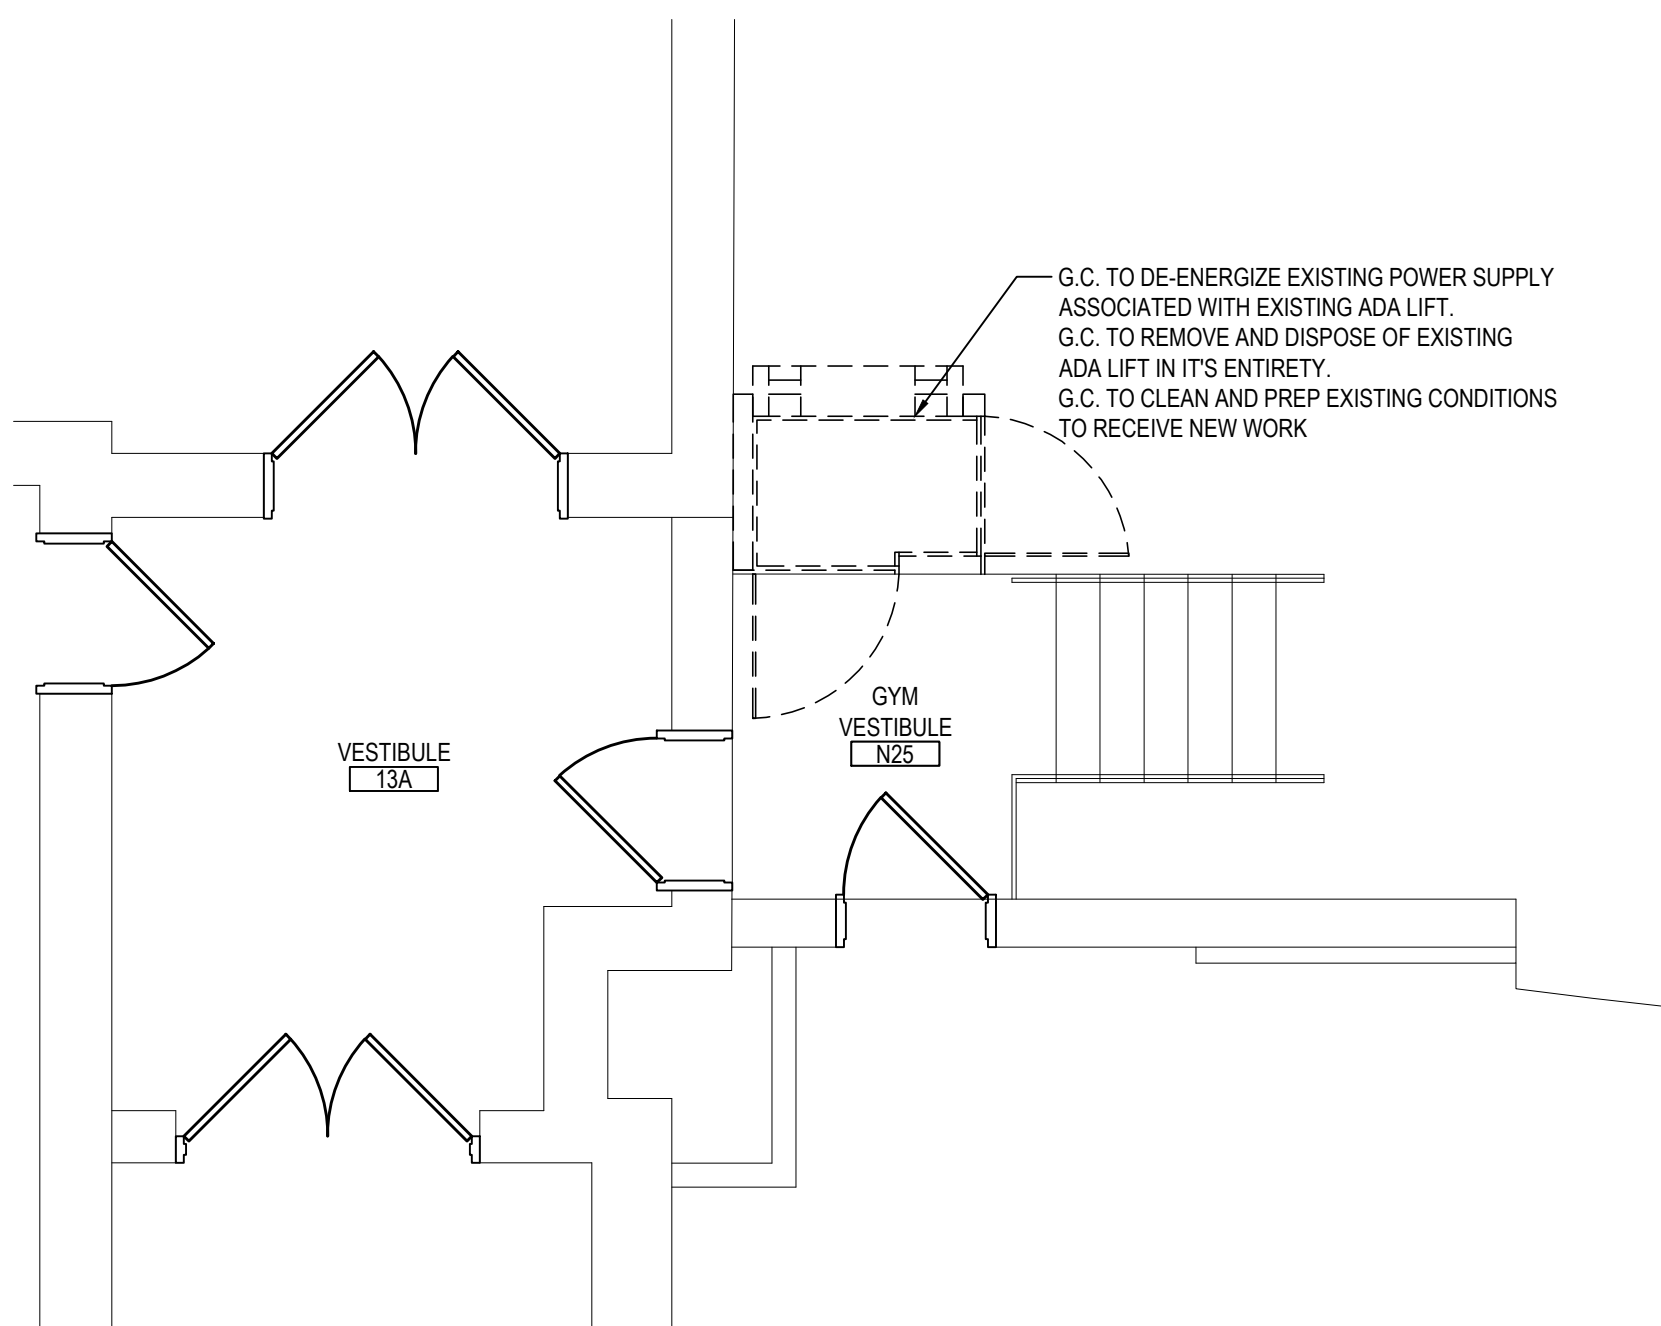 G.C. TO DE-ENERGIZE EXISTING POWER SUPPLY
ASSOCIATED WITH EXISTING ADA LIFT.
G.C. TO REMOVE AND DISPOSE OF EXISTING
ADA LIFT IN IT'S ENTIRETY.
G.C. TO CLEAN AND PREP EXISTING CONDITIONS
TO RECEIVE NEW WORK
GYM
VESTIBULE
N25
VESTIBULE
13A